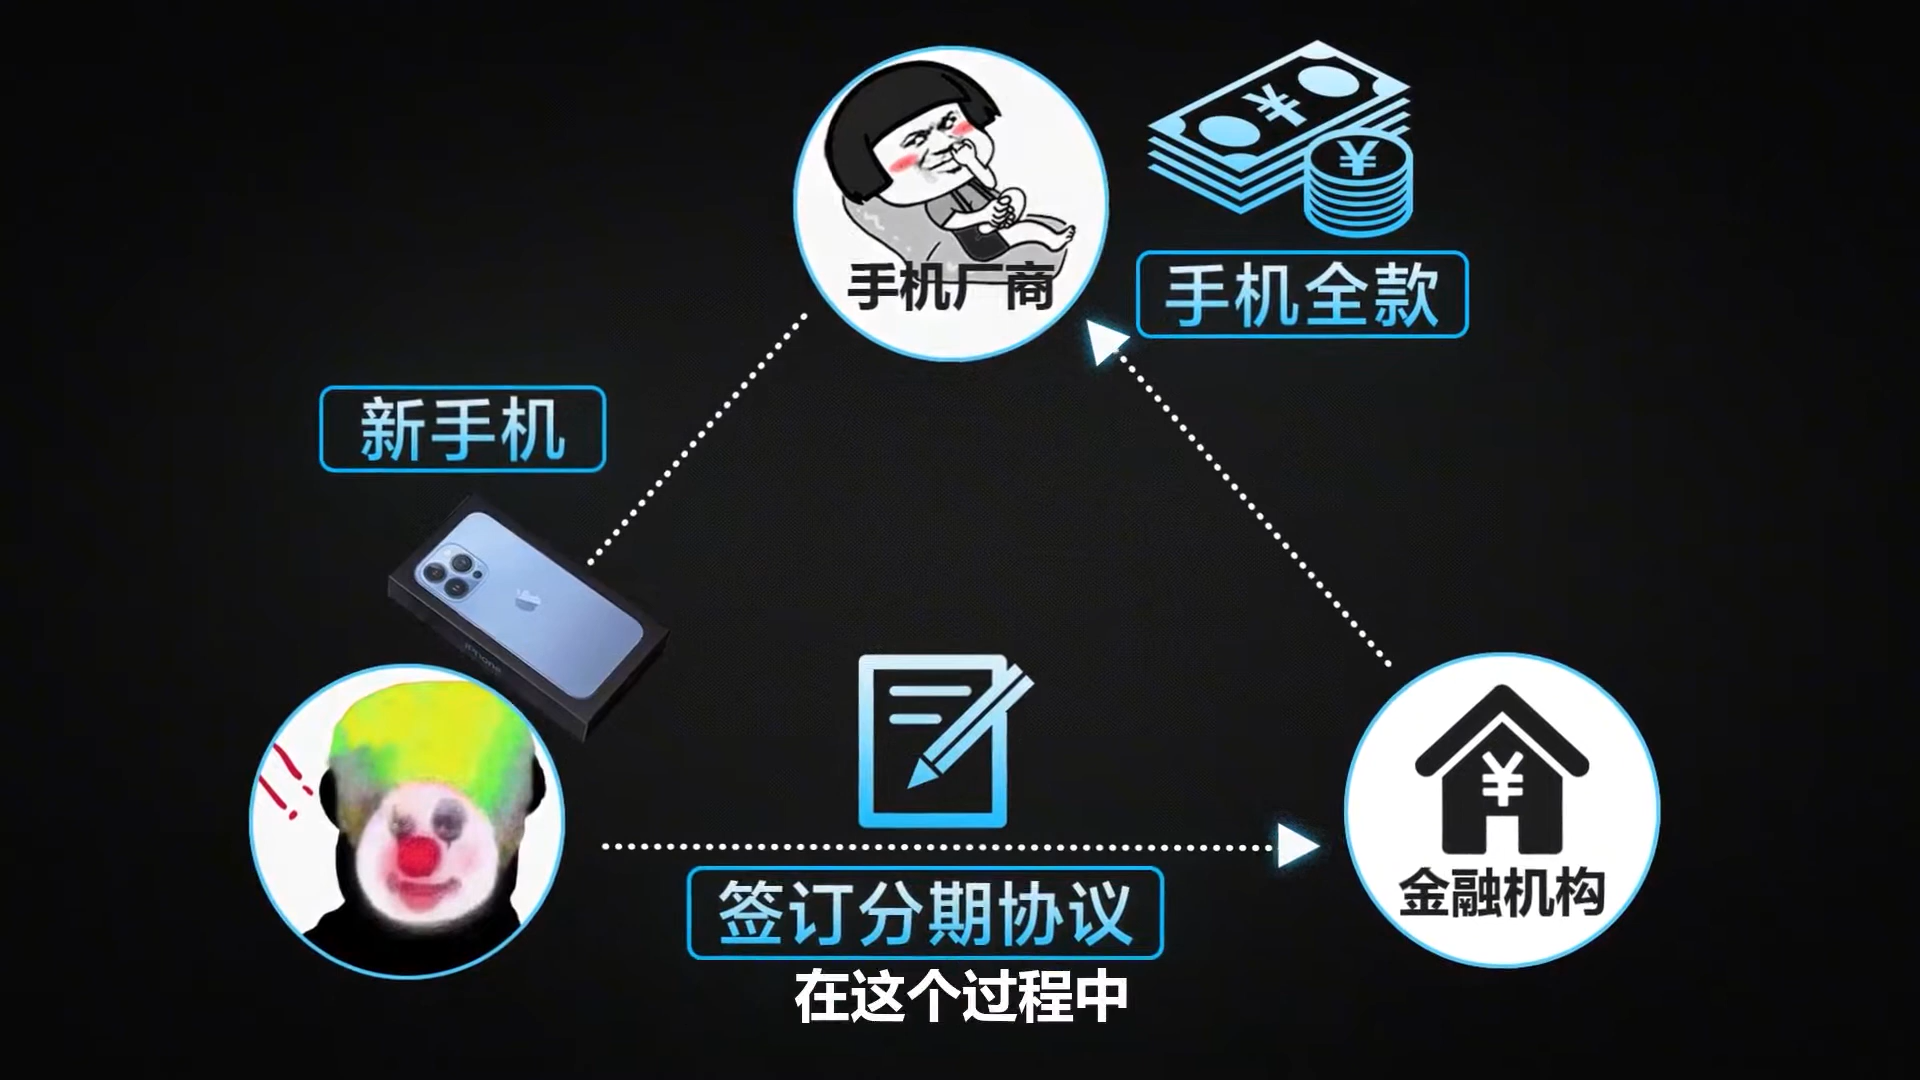 手机厂商
手机全款
新手机
签订分期协议
金融机构
在这个过程中